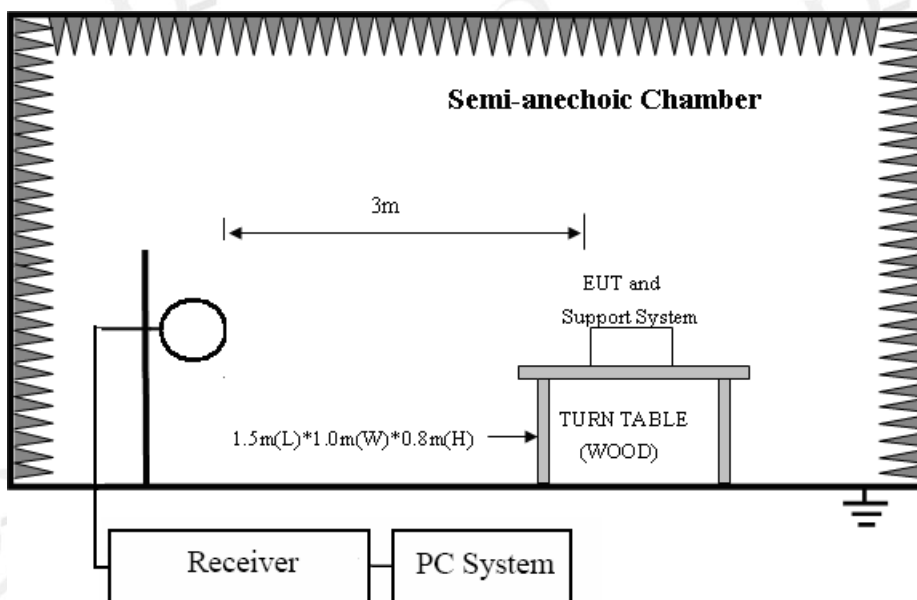 Semi-anechoic Chamber
3m
EUT and
Support System
1.5m(L)*1.0m(W)*0.8m(H)
TURN TABLE
(WOOD)
Receiver
PC System